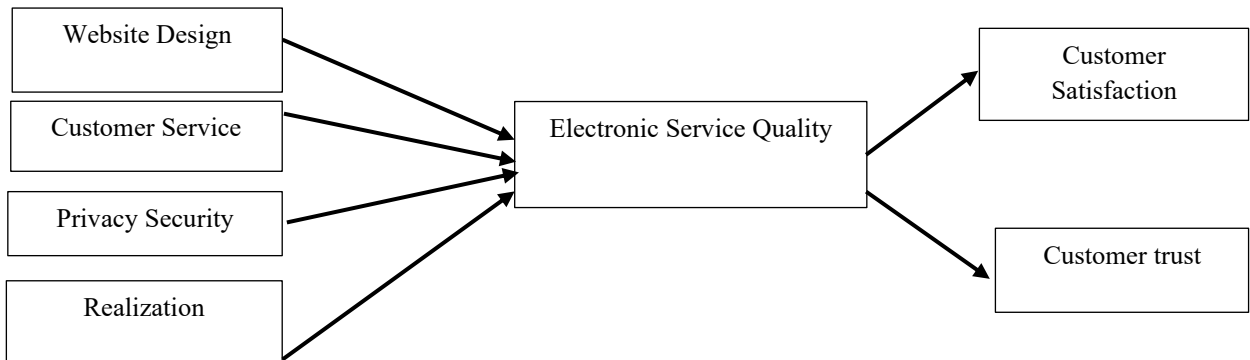 Website Design
Customer Service
Privacy Security
Realization
Electronic Service Quality
Customer
Satisfaction
Customer trust